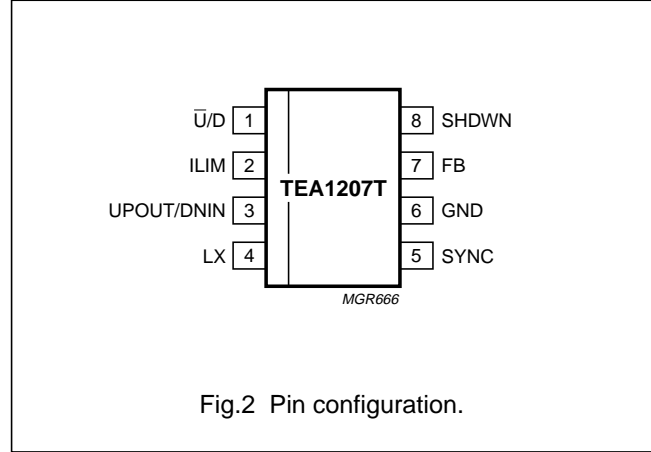 U̅/D 1
ILIM 2
UPOUT/DNIN 3
LX 4
TEA1207T
8 SHDWN
7 FB
6 GND
5 SYNC
MGR666
Fig.2 Pin configuration.